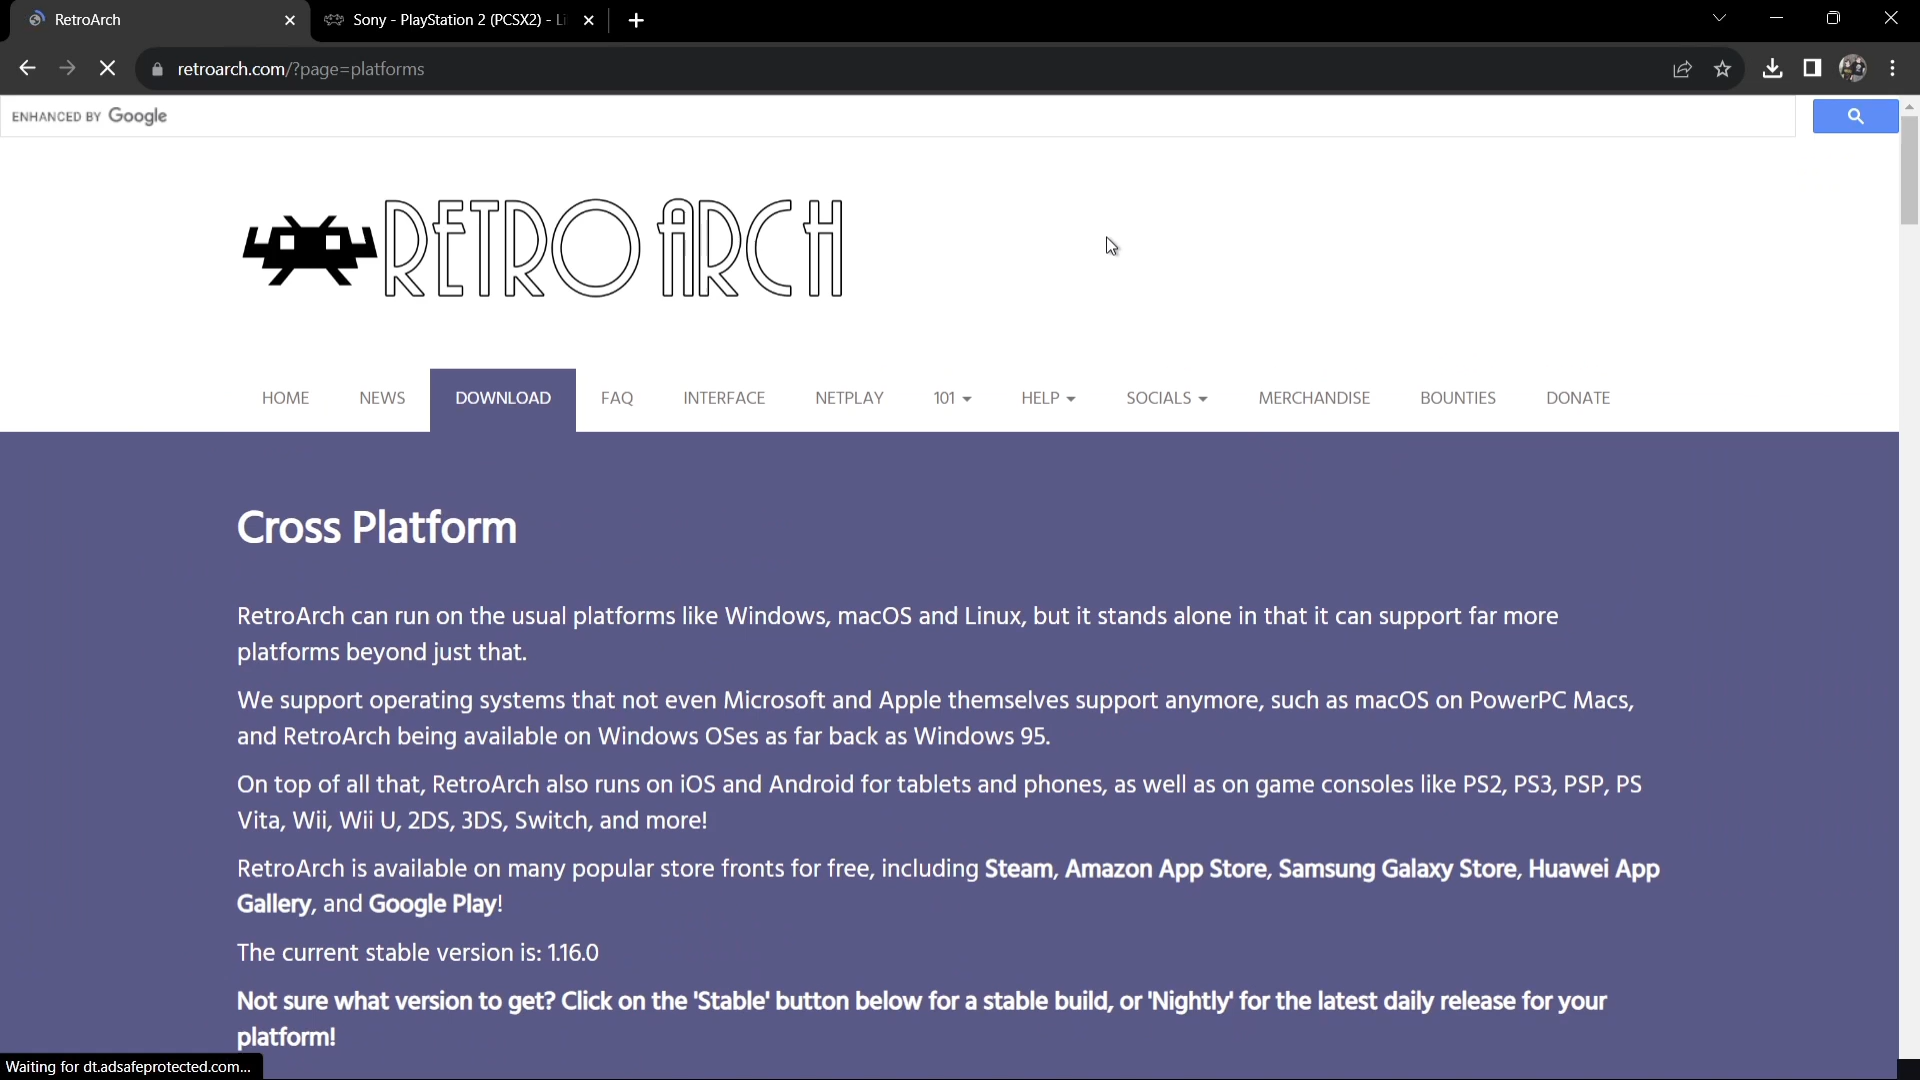 RetroArch
Sony - PlayStation 2 (PCSX2) - Li
retroarch.com/?page=platforms
ENHANCED BY Google
RETRO ARCH
HOME NEWS DOWNLOAD FAQ INTERFACE NETPLAY 101 HELP SOCIALS MERCHANDISE BOUNTIES DONATE
Cross Platform
RetroArch can run on the usual platforms like Windows, macOS and Linux, but it stands alone in that it can support far more
platforms beyond just that.
We support operating systems that not even Microsoft and Apple themselves support anymore, such as macOS on PowerPC Macs,
and RetroArch being available on Windows OSes as far back as Windows 95.
On top of all that, RetroArch also runs on iOS and Android for tablets and phones, as well as on game consoles like PS2, PS3, PSP, PS
Vita, Wii, Wii U, 2DS, 3DS, Switch, and more!
RetroArch is available on many popular store fronts for free, including Steam, Amazon App Store, Samsung Galaxy Store, Huawei App
Gallery, and Google Play!
The current stable version is: 1.16.0
Not sure what version to get? Click on the 'Stable' button below for a stable build, or 'Nightly' for the latest daily release for your
platform!
Waiting for dt.adsafeprotected.com...